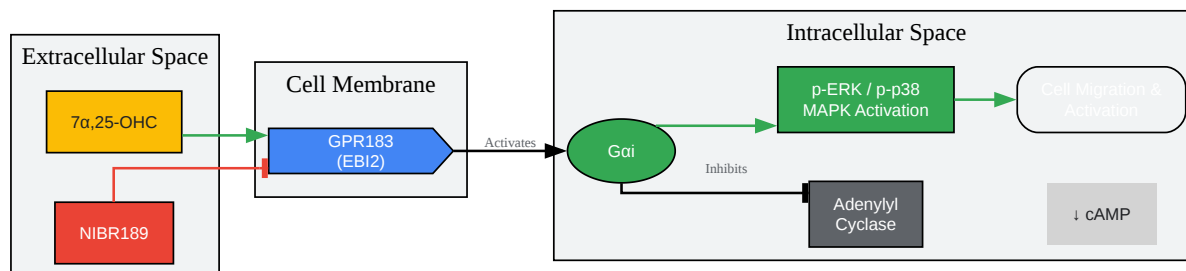 Extracellular Space
7α,25-OHC
NIBR189
Cell Membrane
GPR183
(EBI2)
Activates
Intracellular Space
Gαi
p-ERK / p-p38
MAPK Activation
Cell Migration &
Activation
Inhibits
Adenylyl
Cyclase
↓ cAMP